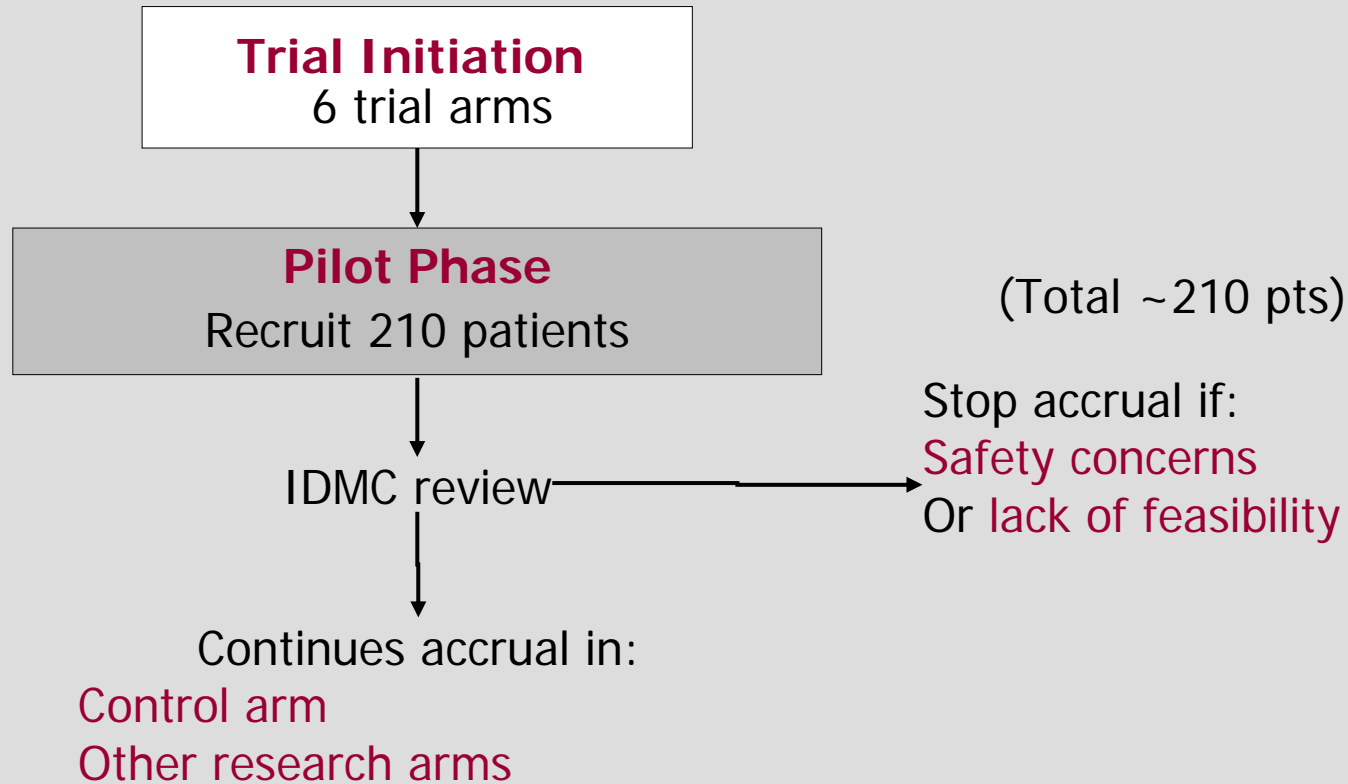 Trial Initiation
6 trial arms
Pilot Phase
Recruit 210 patients
(Total ~210 pts)
IDMC review
Stop accrual if:
Safety concerns
Or lack of feasibility
Continues accrual in:
Control arm
Other research arms